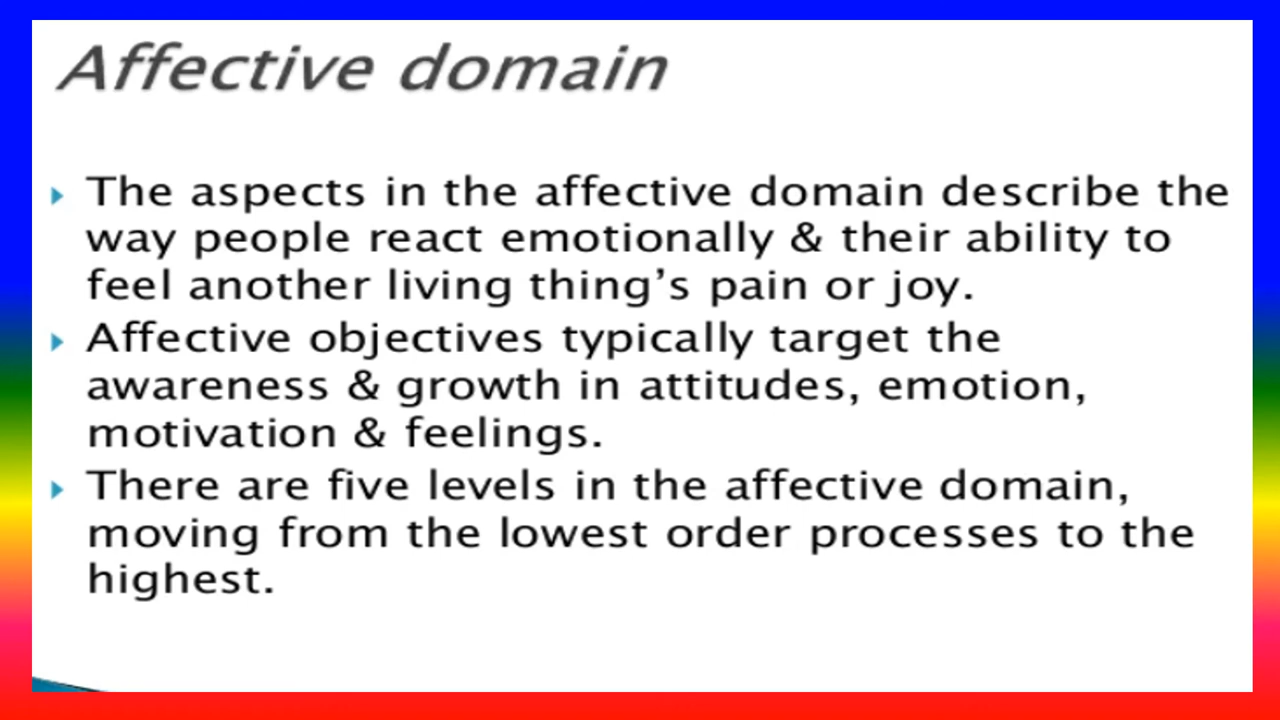 Affective domain
The aspects in the affective domain describe the
way people react emotionally & their ability to
feel another living thing’s pain or joy.
Affective objectives typically target the
awareness & growth in attitudes, emotion,
motivation & feelings.
There are five levels in the affective domain,
moving from the lowest order processes to the
highest.